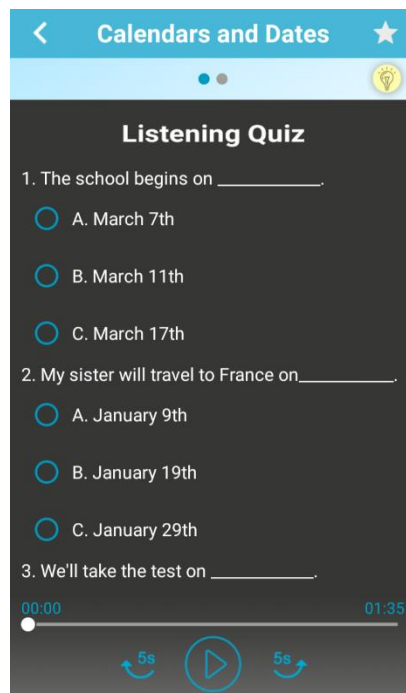 Calendars and Dates
Listening Quiz
1. The school begins on ___________.
A. March 7th
B. March 11th
C. March 17th
2. My sister will travel to France on__________.
A. January 9th
B. January 19th
C. January 29th
3. We'll take the test on ___________.
00:00 01:35
5s 5s